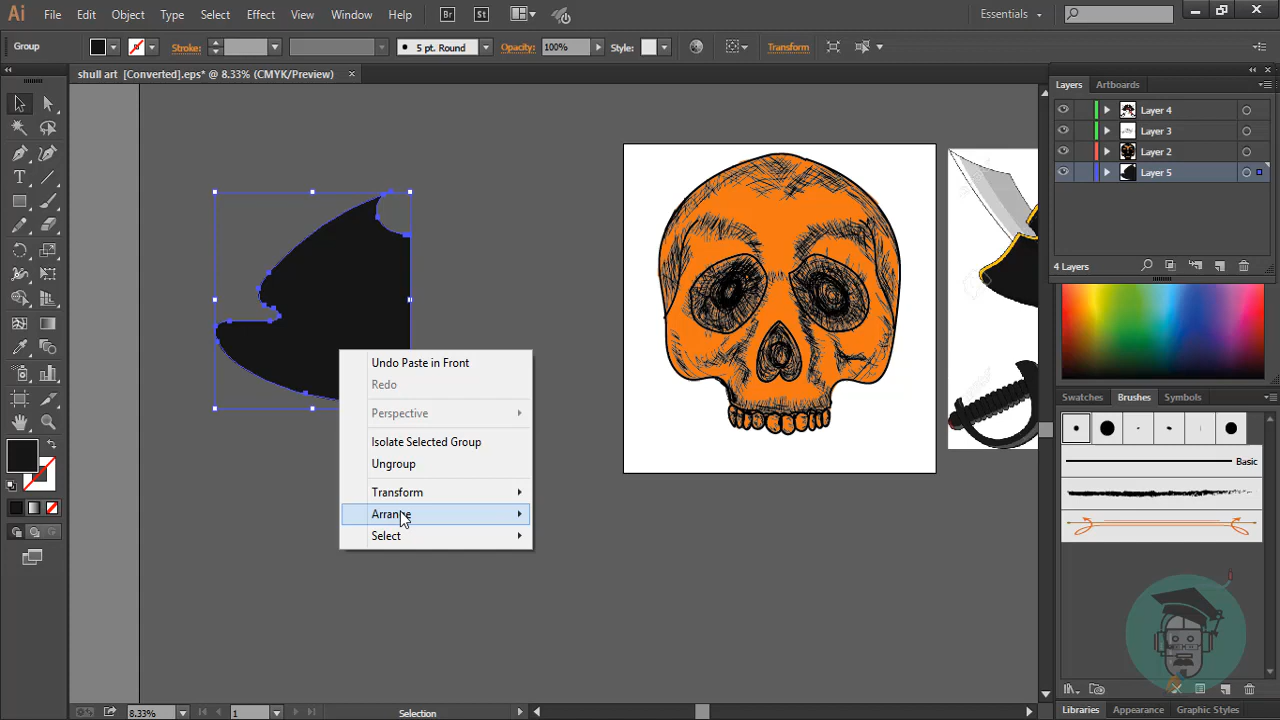 Ai File Edit Object Type Select Effect View Window Help Br St Essentials
Group Stroke: 5 pt. Round Opacity: 100% Style: Transform
shull art [Converted].eps* @ 8.33% (CMYK/Preview)
Layers Artboards
Layer 4
Layer 3
Layer 2
Layer 5
4 Layers
Undo Paste in Front
Redo
Perspective
Isolate Selected Group
Ungroup
Transform
Arrange
Select
Swatches Brushes Symbols
Basic
8.33% 1 Selection
Libraries Appearance Graphic Styles